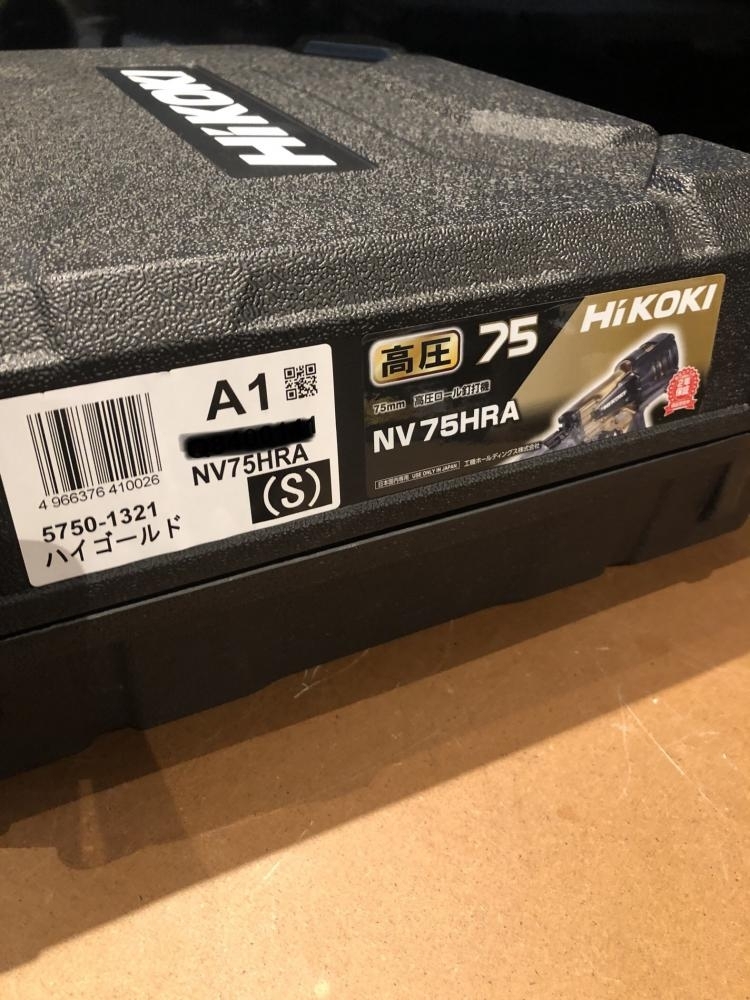 HiKOKI
A1
NV75HRA
(S)
4 966376 410026
5750-1321
ハイゴールド
高圧 75
HiKOKI
75mm 高圧ロール釘打機
NV75HRA
日本国内専用 USE ONLY IN JAPAN
工機ホールディングス株式会社
保証